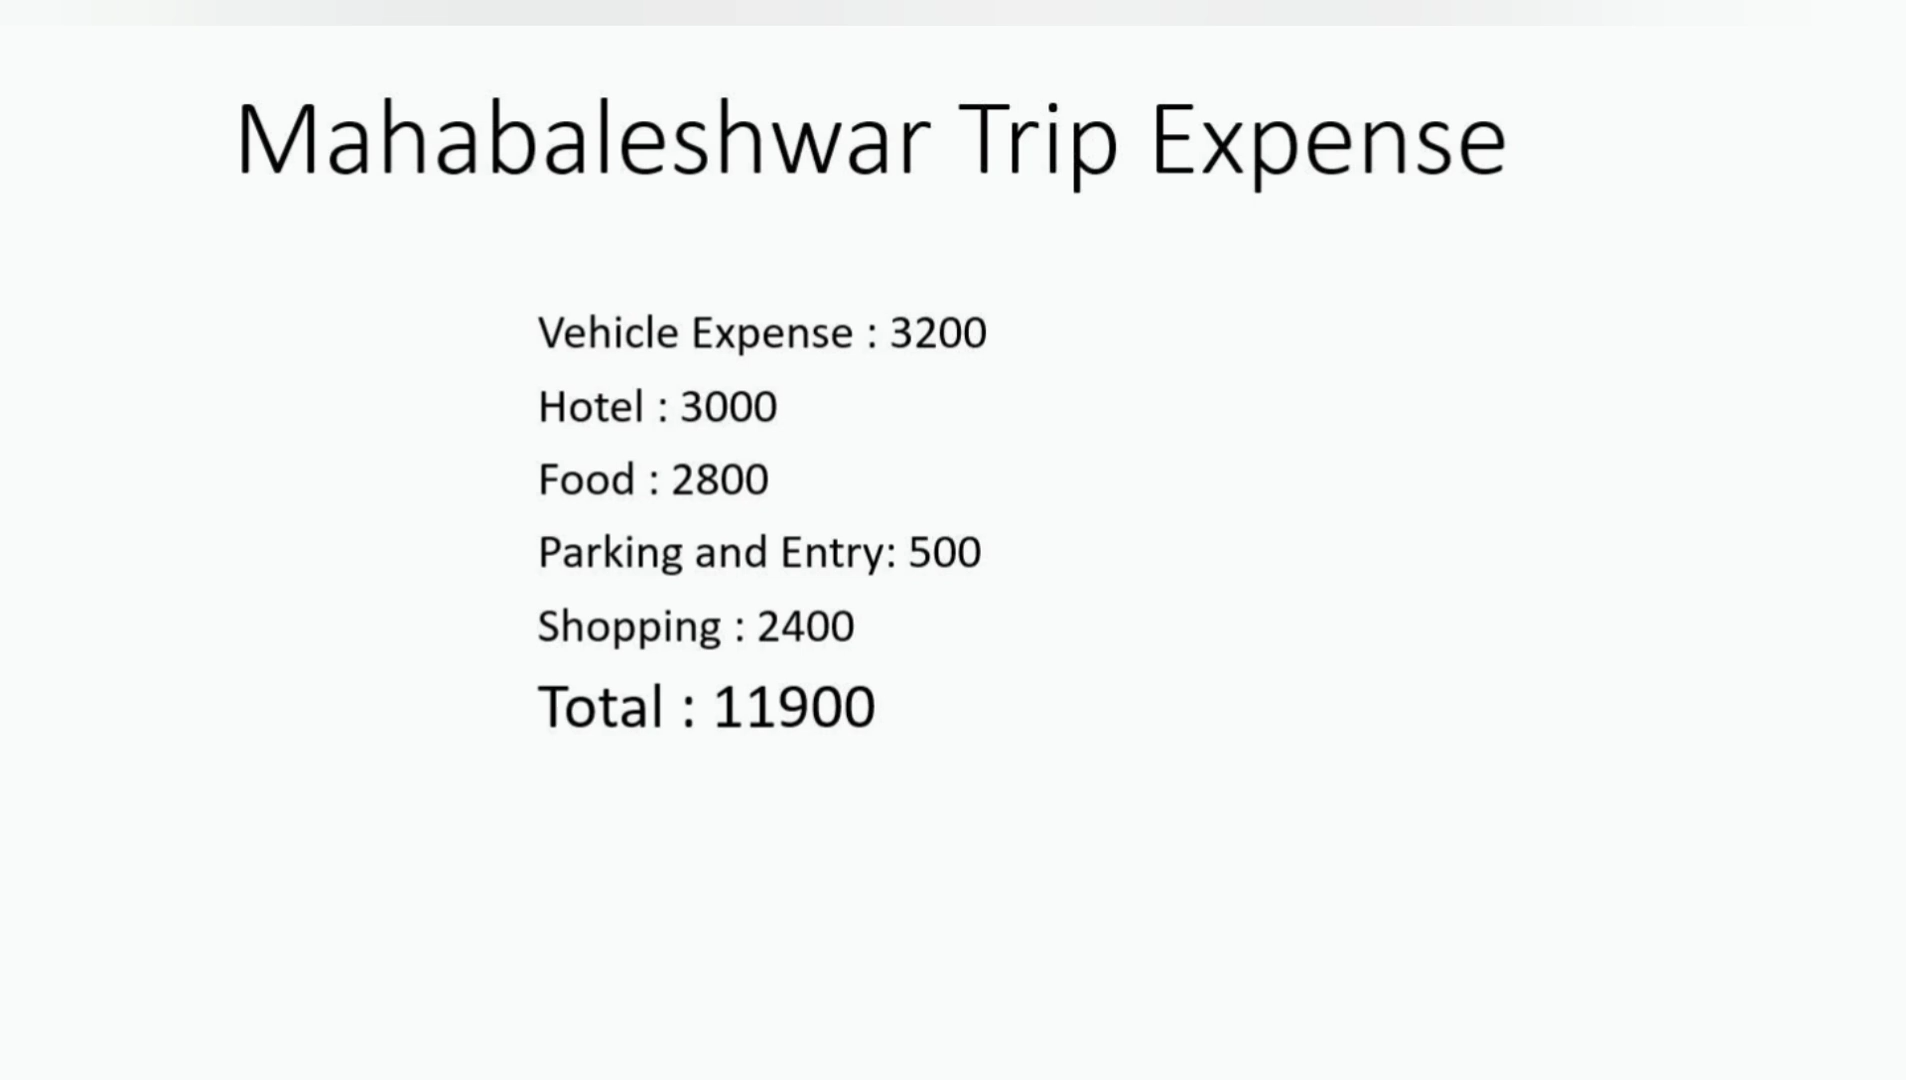 Mahabaleshwar Trip Expense
Vehicle Expense : 3200
Hotel : 3000
Food : 2800
Parking and Entry: 500
Shopping : 2400
Total : 11900